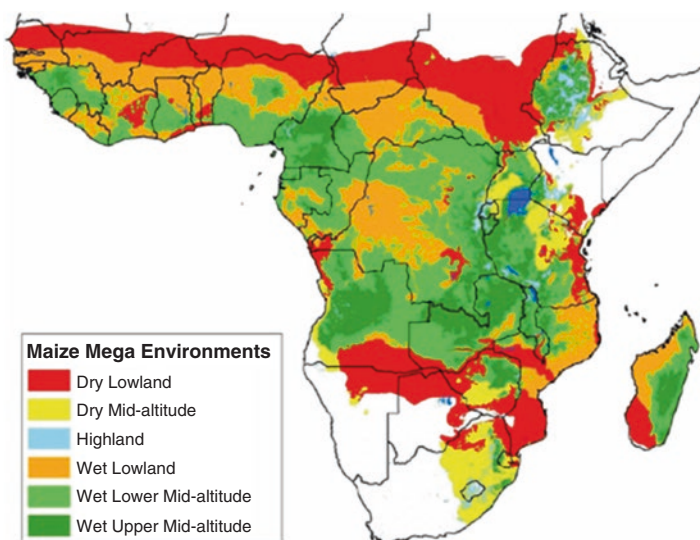 Maize Mega Environments
Dry Lowland
Dry Mid-altitude
Highland
Wet Lowland
Wet Lower Mid-altitude
Wet Upper Mid-altitude